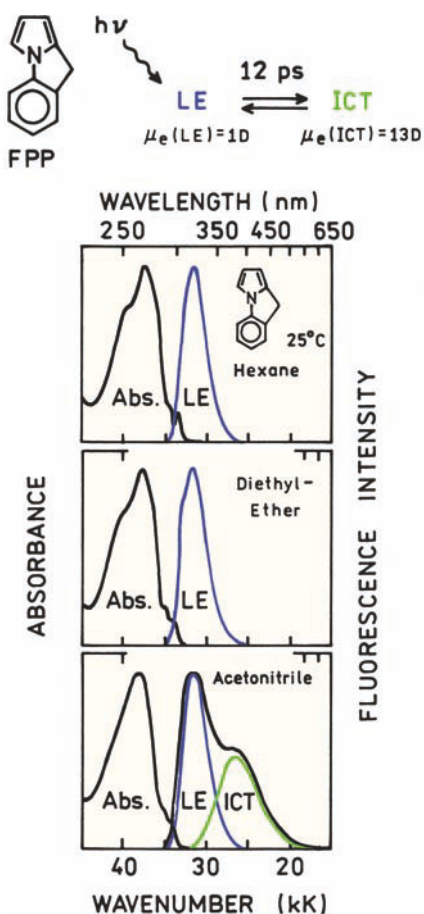 hν
12 ps
LE ICT
μe(LE)=1D μe(ICT)=13D
N
FPP
WAVELENGTH (nm)
250 350 450 650
N
25°C
Hexane
Abs. LE
Diethyl-
Ether
Abs. LE
Acetonitrile
Abs. LE ICT
40 30 20
WAVENUMBER (kK)
ABSORBANCE
FLUORESCENCE INTENSITY